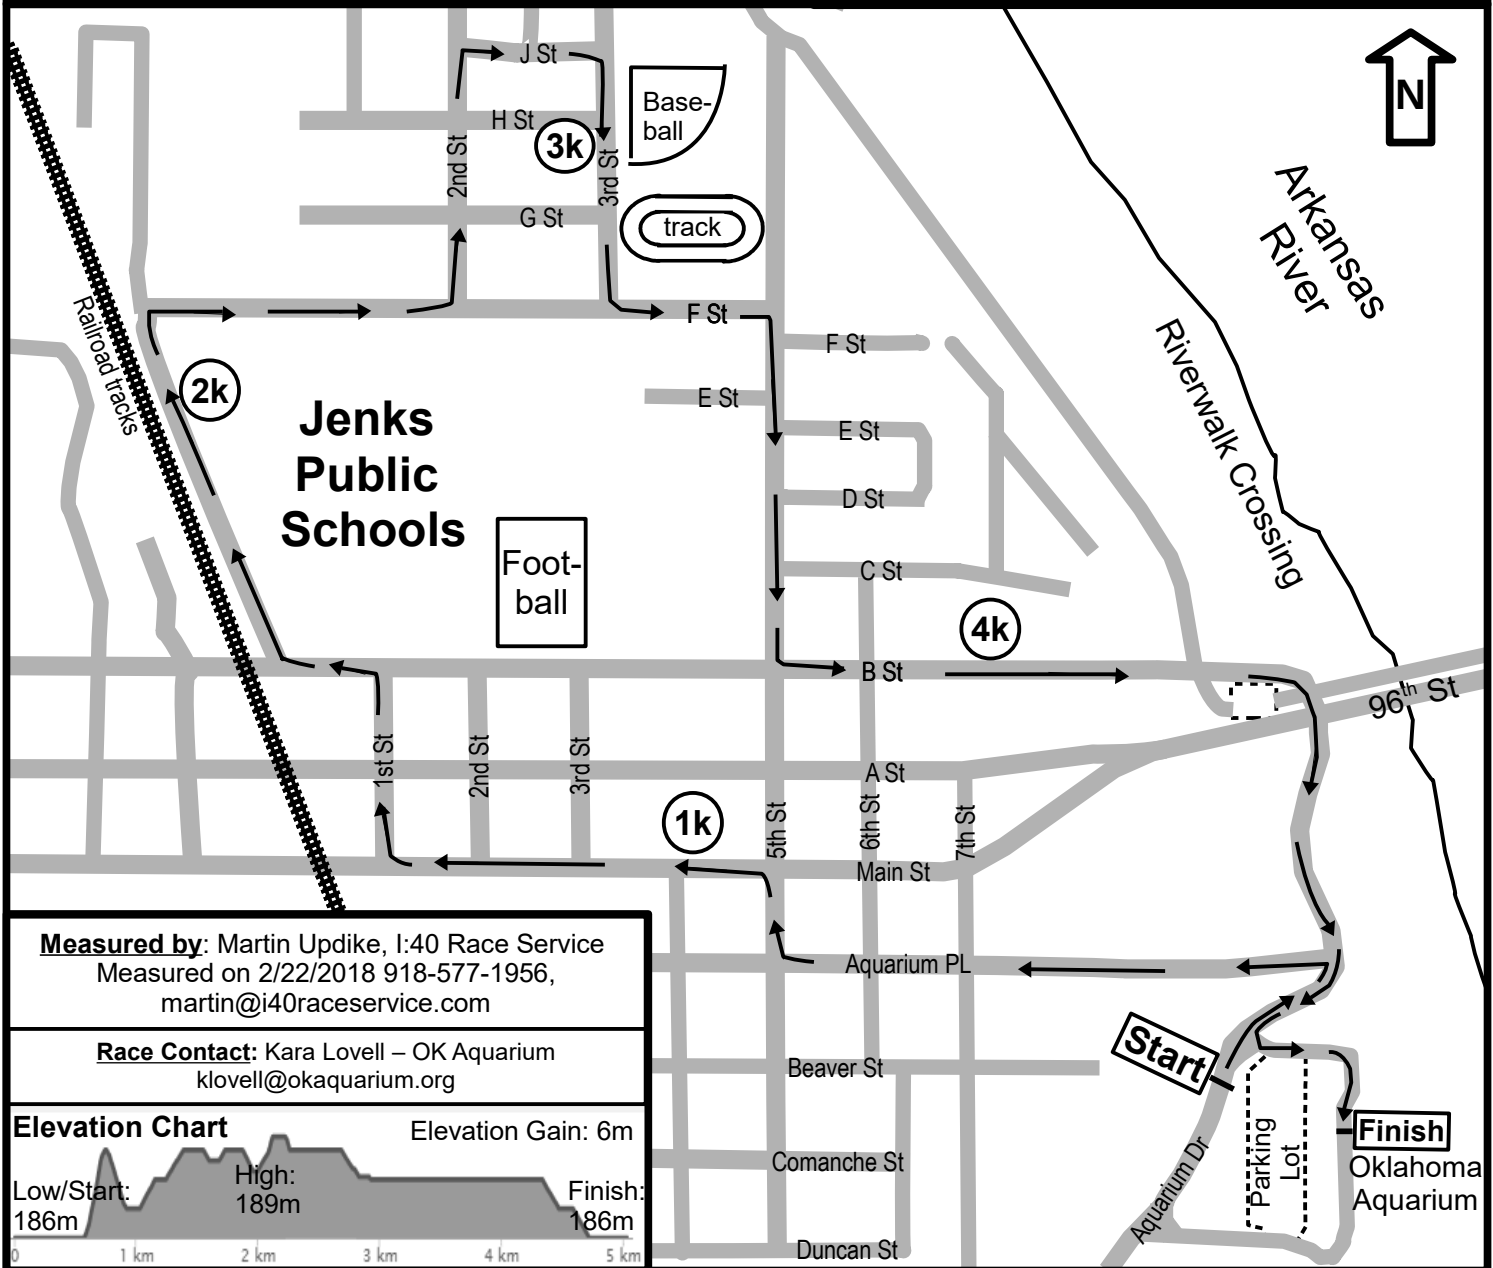 J St
H St
3k
2nd St
3rd St
G St
Base-
ball
track
N
Arkansas
River
Railroad tracks
F St
F St
2k
E St
E St
D St
Riverwalk Crossing
Jenks
Public
Schools
Foot-
ball
C St
4k
B St
96th St
1st St
2nd St
3rd St
A St
1k
5th St
6th St
7th St
Main St
Aquarium PL
Beaver St
Comanche St
Duncan St
Start
Finish
Parking
Lot
Oklahoma
Aquarium
Aquarium Dr
Measured by: Martin Updike, I:40 Race Service
Measured on 2/22/2018 918-577-1956,
martin@i40raceservice.com
Race Contact: Kara Lovell – OK Aquarium
klovell@okaquarium.org
Elevation Chart
Elevation Gain: 6m
Low/Start:
186m
High:
189m
Finish:
186m
0 1 km 2 km 3 km 4 km 5 km